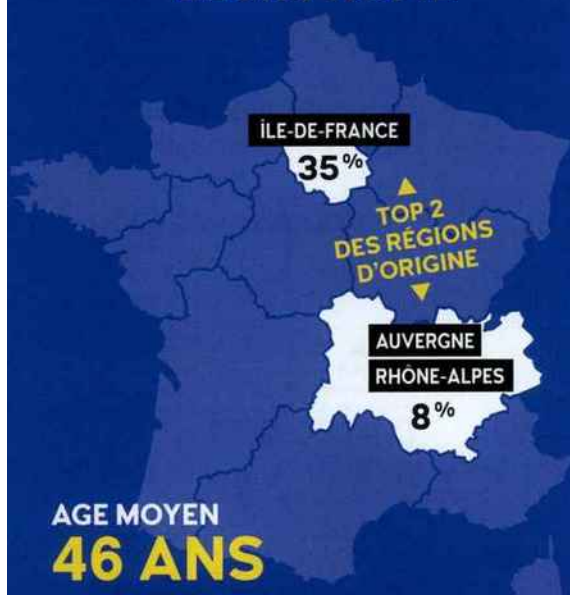 ÎLE-DE-FRANCE
35%
TOP 2
DES RÉGIONS
D'ORIGINE
AUVERGNE
RHÔNE-ALPES
8%
AGE MOYEN
46 ANS